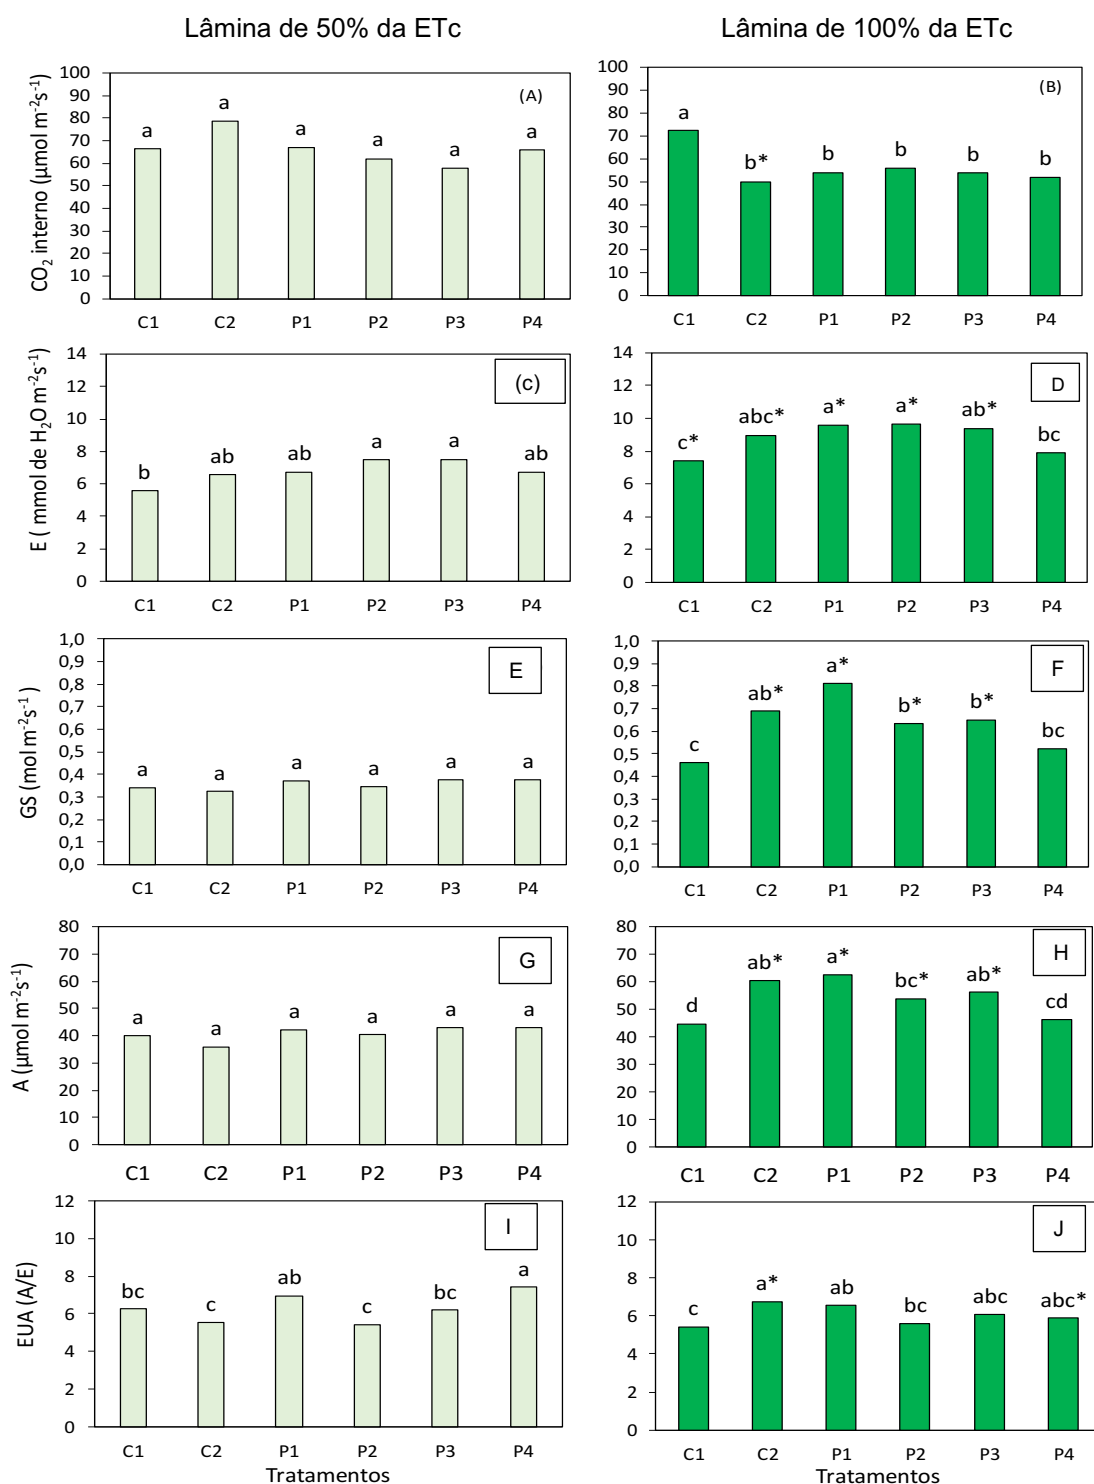 Lâmina de 50% da ETc
Lâmina de 100% da ETc
CO2 interno (µmol m-2s-1)
100
90
80
70
60
50
40
30
20
10
0
a
a
a
a
a
a
(A)
C1 C2 P1 P2 P3 P4
100
90
80
70
60
50
40
30
20
10
0
a
b*
b
b
b
b
(B)
C1 C2 P1 P2 P3 P4
E ( mmol de H2O m-2s-1)
14
12
10
8
6
4
2
0
b
ab
ab
a
a
ab
(c)
C1 C2 P1 P2 P3 P4
14
12
10
8
6
4
2
0
c*
abc*
a*
a*
ab*
bc
D
C1 C2 P1 P2 P3 P4
GS (mol m-2s-1)
1,0
0,9
0,8
0,7
0,6
0,5
0,4
0,3
0,2
0,1
0,0
a
a
a
a
a
a
E
C1 C2 P1 P2 P3 P4
1,0
0,9
0,8
0,7
0,6
0,5
0,4
0,3
0,2
0,1
0,0
c
ab*
a*
b*
b*
bc
F
C1 C2 P1 P2 P3 P4
A (µmol m-2s-1)
80
70
60
50
40
30
20
10
0
a
a
a
a
a
a
G
C1 C2 P1 P2 P3 P4
80
70
60
50
40
30
20
10
0
d
ab*
a*
bc*
ab*
cd
H
C1 C2 P1 P2 P3 P4
EUA (A/E)
12
10
8
6
4
2
0
bc
c
ab
c
bc
a
I
C1 C2 P1 P2 P3 P4
Tratamentos
12
10
8
6
4
2
0
c
a*
ab
bc
abc
abc*
J
C1 C2 P1 P2 P3 P4
Tratamentos